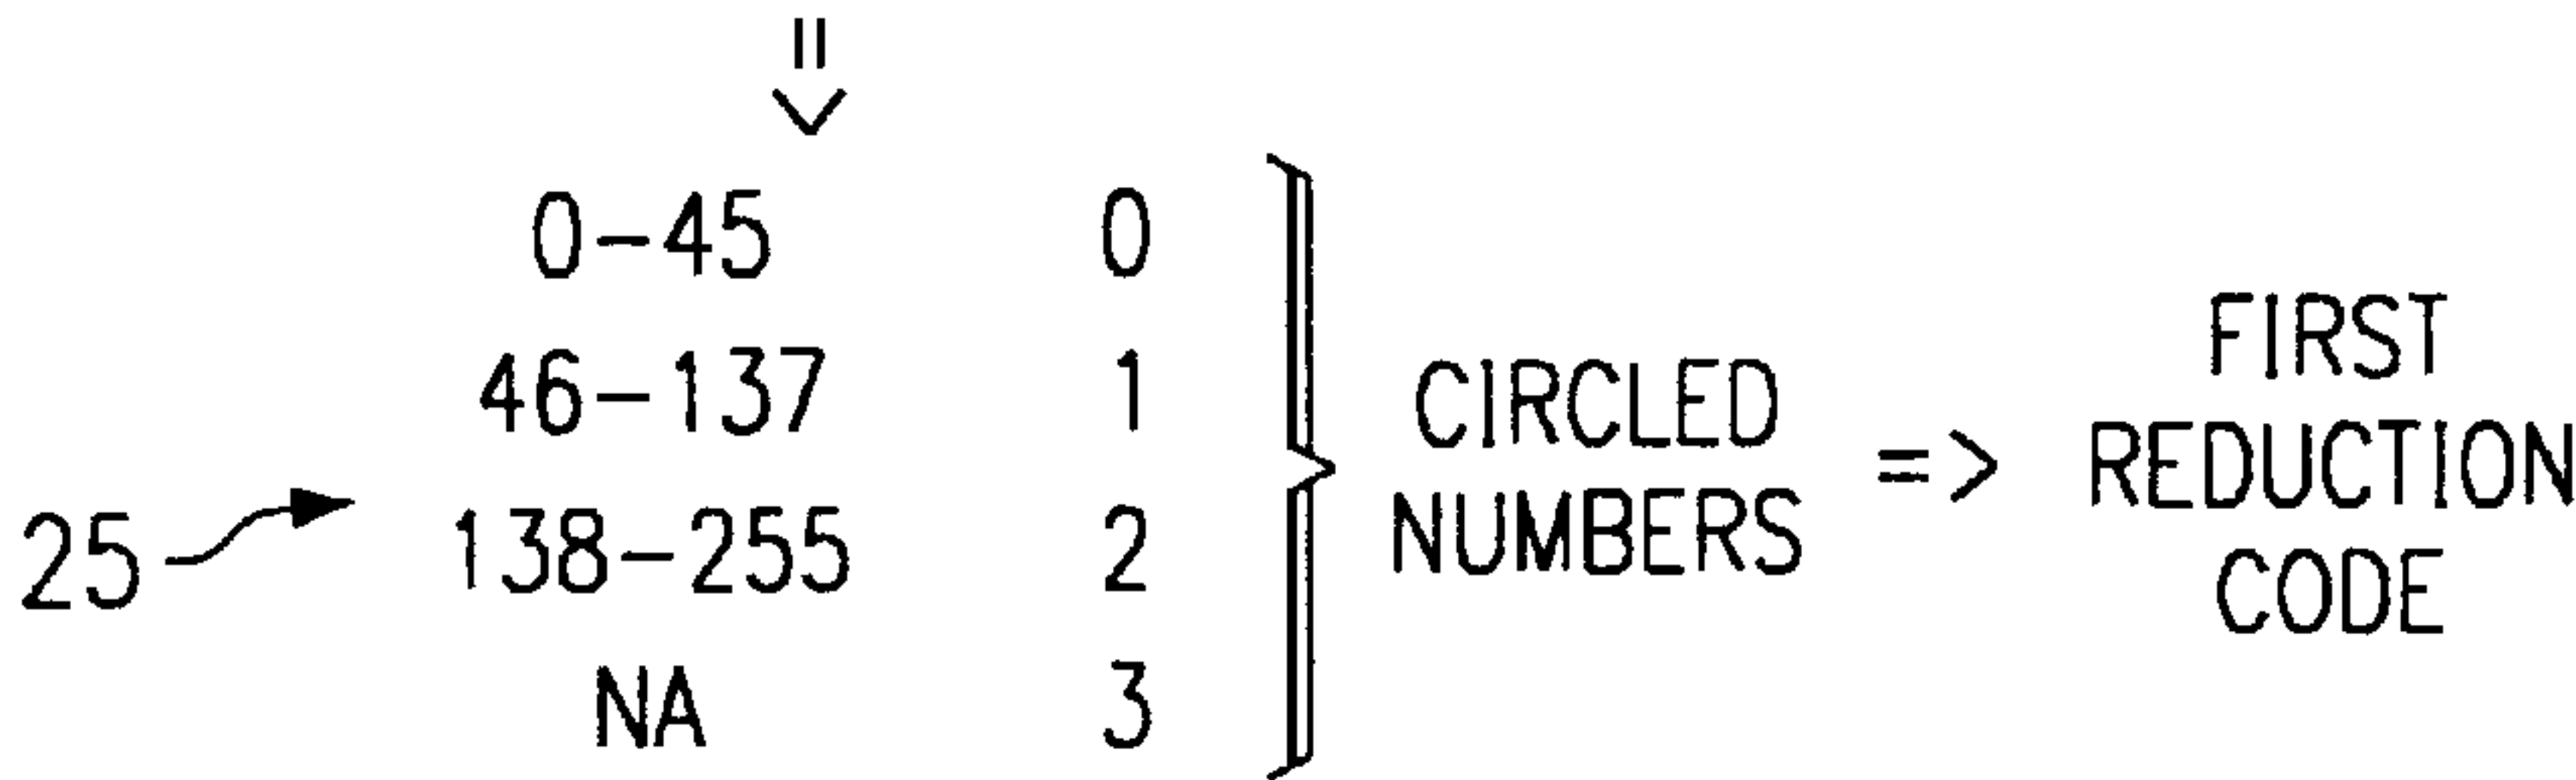 =>
0-45 0
46-137 1
25 138-255 2
NA 3
CIRCLED
NUMBERS
=>
FIRST
REDUCTION
CODE